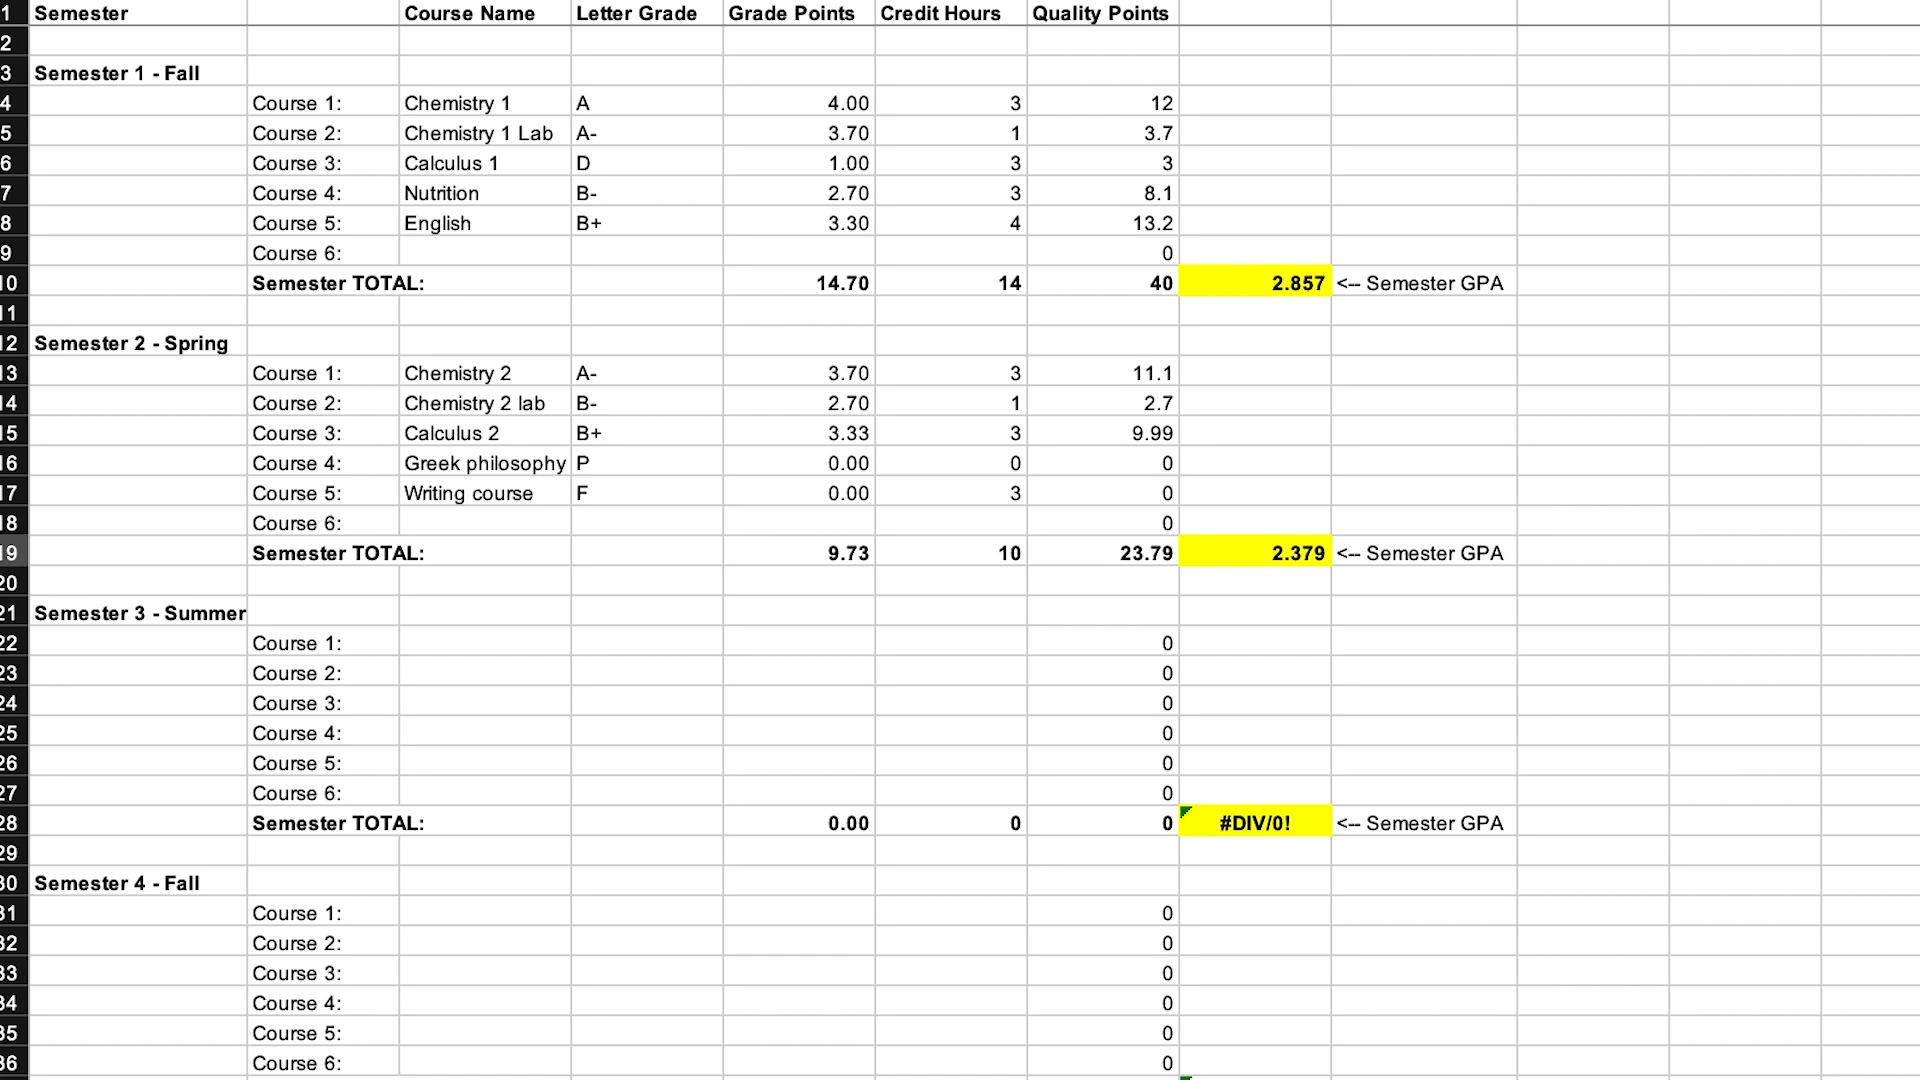 1 Semester Course Name Letter Grade Grade Points Credit Hours Quality Points
2
3 Semester 1 - Fall
4 Course 1: Chemistry 1 A 4.00 3 12
5 Course 2: Chemistry 1 Lab A- 3.70 1 3.7
6 Course 3: Calculus 1 D 1.00 3 3
7 Course 4: Nutrition B- 2.70 3 8.1
8 Course 5: English B+ 3.30 4 13.2
9 Course 6: 0
10 Semester TOTAL: 14.70 14 40 2.857 <-- Semester GPA
11
12 Semester 2 - Spring
13 Course 1: Chemistry 2 A- 3.70 3 11.1
14 Course 2: Chemistry 2 lab B- 2.70 1 2.7
15 Course 3: Calculus 2 B+ 3.33 3 9.99
16 Course 4: Greek philosophy P 0.00 0 0
17 Course 5: Writing course F 0.00 3 0
18 Course 6: 0
19 Semester TOTAL: 9.73 10 23.79 2.379 <-- Semester GPA
20
21 Semester 3 - Summer
22 Course 1: 0
23 Course 2: 0
24 Course 3: 0
25 Course 4: 0
26 Course 5: 0
27 Course 6: 0
28 Semester TOTAL: 0.00 0 0 #DIV/0! <-- Semester GPA
29
30 Semester 4 - Fall
31 Course 1: 0
32 Course 2: 0
33 Course 3: 0
34 Course 4: 0
35 Course 5: 0
36 Course 6: 0